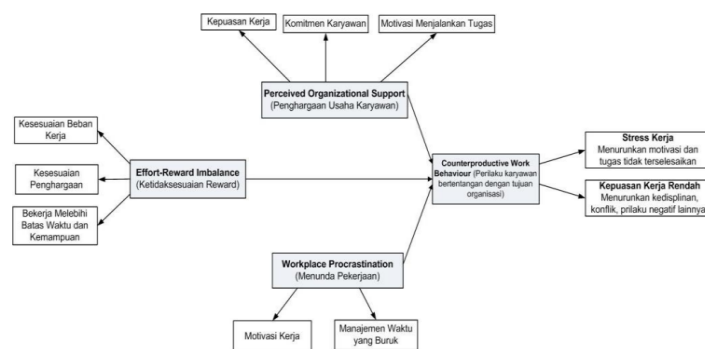 Kepuasan Kerja
Komitmen Karyawan
Motivasi Menjalankan Tugas
Perceived Organizational Support
(Penghargaan Usaha Karyawan)
Kesesuaian Beban
Kerja
Kesesuaian
Penghargaan
Bekerja Melebihi
Batas Waktu dan
Kemampuan
Effort-Reward Imbalance
(Ketidaksesuaian Reward)
Counterproductive Work
Behaviour (Perilaku karyawan
bertentangan dengan tujuan
organisasi)
Stress Kerja
Menurunkan motivasi dan
tugas tidak terselesaikan
Kepuasan Kerja Rendah
Menurunkan kedisplinan,
konflik, prilaku negatif lainnya
Workplace Procrastination
(Menunda Pekerjaan)
Motivasi Kerja
Manajemen Waktu
yang Buruk